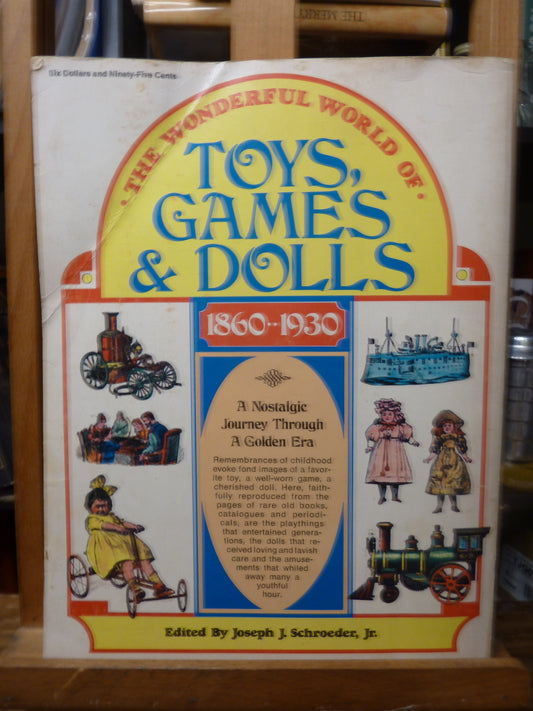 THE MERC
Six Dollars and Ninety-Five Cents
·THE WONDERFUL WORLD OF·
TOYS,
GAMES
& DOLLS
1860··1930
A Nostalgic
Journey Through
A Golden Era
Remembrances of childhood
evoke fond images of a favor-
ite toy, a well-worn game, a
cherished doll. Here, faith-
fully reproduced from the
pages of rare old books,
catalogues and periodi-
cals, are the playthings
that entertained genera-
tions, the dolls that re-
ceived loving and lavish
care and the amuse-
ments that whiled
away many a
youthful
hour.
Edited By Joseph J. Schroeder, Jr.